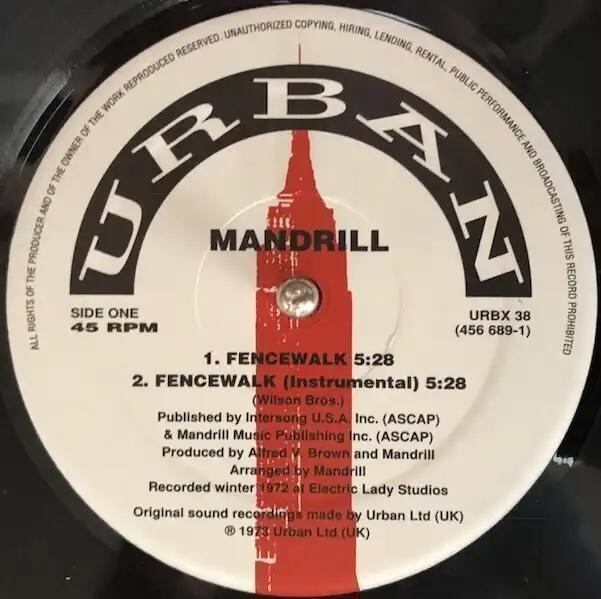 ALL RIGHTS OF THE PRODUCER AND OF THE OWNER OF THE WORK REPRODUCED RESERVED. UNAUTHORIZED COPYING, HIRING, LENDING, RENTAL, PUBLIC PERFORMANCE AND BROADCASTING OF THIS RECORD PROHIBITED
URBAN
MANDRILL
SIDE ONE
45 RPM
URBX 38
(456 689-1)
1. FENCEWALK 5:28
2. FENCEWALK (Instrumental) 5:28
(Wilson Bros.)
Published by Intersong U.S.A. Inc. (ASCAP)
& Mandrill Music Publishing Inc. (ASCAP)
Produced by Alfred V. Brown and Mandrill
Arranged by Mandrill
Recorded winter 1972 at Electric Lady Studios
Original sound recordings made by Urban Ltd (UK)
℗ 1973 Urban Ltd (UK)